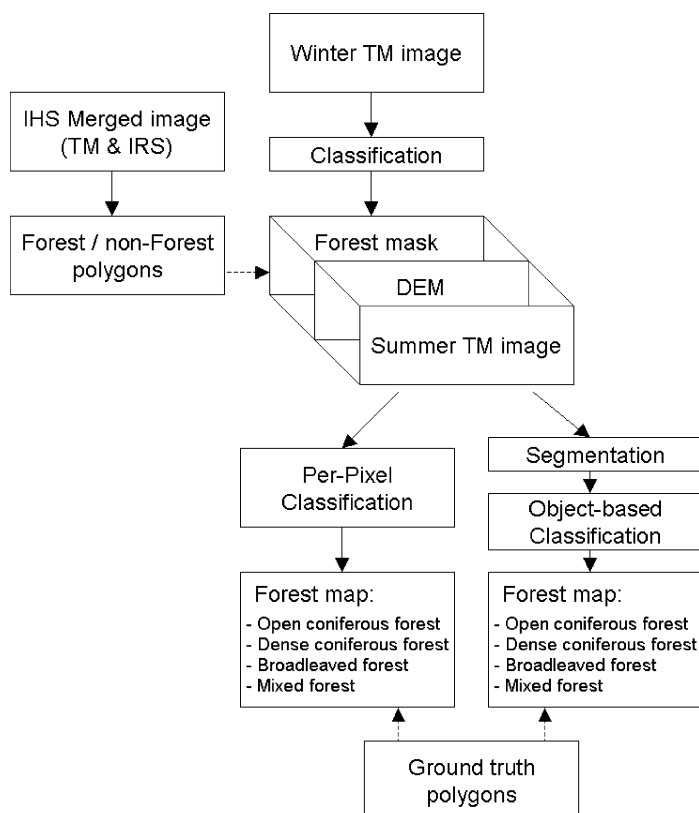 Winter TM image
IHS Merged image
(TM & IRS)
Classification
Forest / non-Forest
polygons
Forest mask
DEM
Summer TM image
Per-Pixel
Classification
Segmentation
Object-based
Classification
Forest map:
- Open coniferous forest
- Dense coniferous forest
- Broadleaved forest
- Mixed forest
Forest map:
- Open coniferous forest
- Dense coniferous forest
- Broadleaved forest
- Mixed forest
Ground truth
polygons